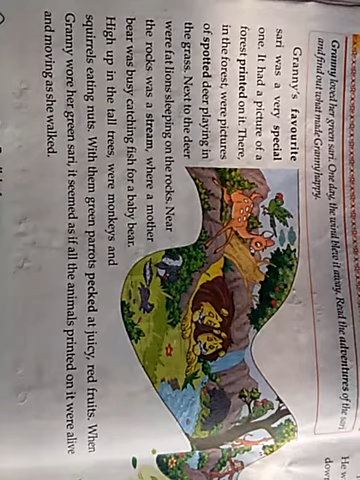 Granny loved her green sari. One day, the wind blew it away. Read the adventures of the sari
and find out what made Granny happy.
Granny's favourite
sari was a very special
one. It had a picture of a
forest printed on it. There,
in the forest, were pictures
of spotted deer playing in
the grass. Next to the deer
were fat lions sleeping on the rocks. Near
the rocks was a stream, where a mother
bear was busy catching fish for a baby bear.
High up in the tall trees, were monkeys and
squirrels eating nuts. With them green parrots pecked at juicy, red fruits. When
Granny wore her green sari, it seemed as if all the animals printed on it were alive
and moving as she walked.
He w
down